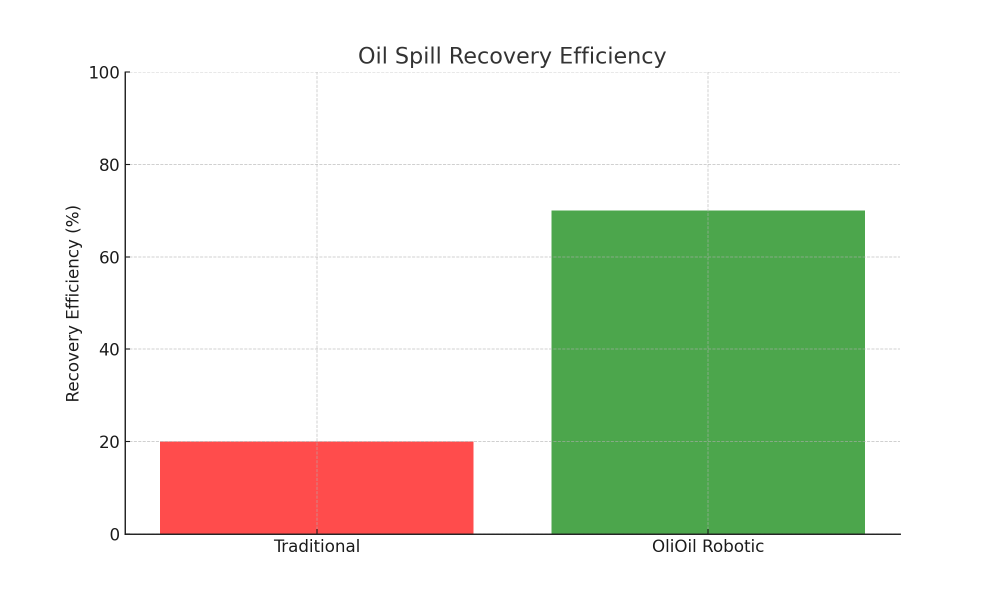 Oil Spill Recovery Efficiency
100
80
60
40
20
0
Recovery Efficiency (%)
Traditional
OliOil Robotic